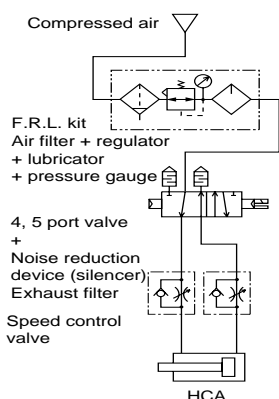 Compressed air
F.R.L. kit
Air filter + regulator
+ lubricator
+ pressure gauge
4, 5 port valve
+
Noise reduction
device (silencer)
Exhaust filter
Speed control
valve
HCA